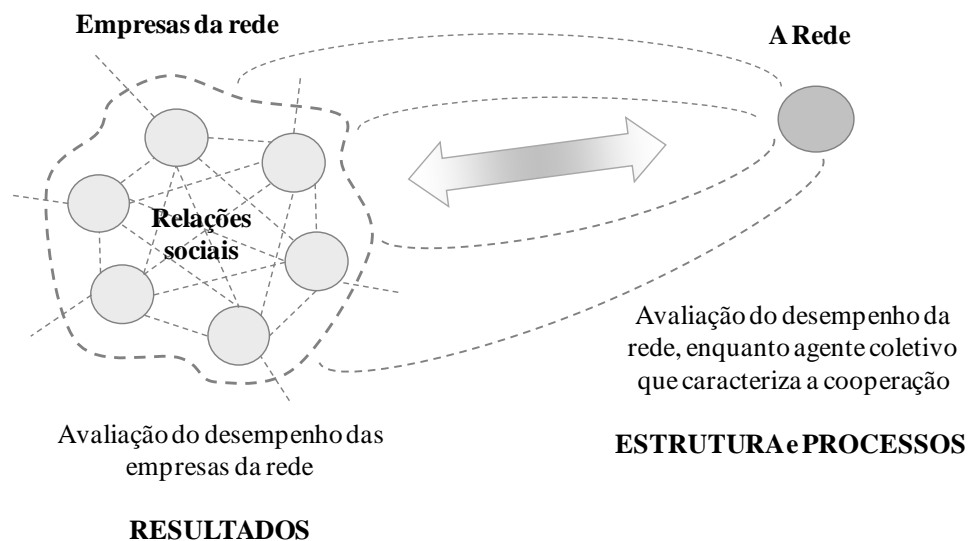 Empresas da rede
A Rede
Relações
sociais
Avaliação do desempenho da
rede, enquanto agente coletivo
que caracteriza a cooperação
ESTRUTURA e PROCESSOS
Avaliação do desempenho das
empresas da rede
RESULTADOS